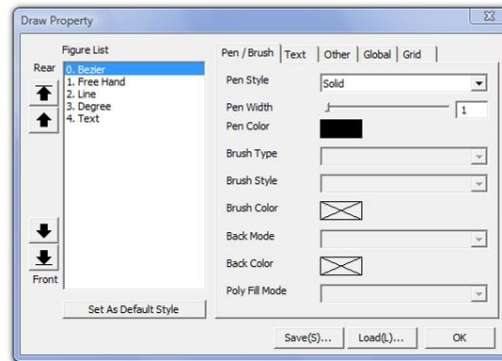 Draw Property
Figure List
Rear
0. Bezier
1. Free Hand
2. Line
3. Degree
4. Text
Front
Set As Default Style
Pen / Brush Text Other Global Grid
Pen Style Solid
Pen Width 1
Pen Color
Brush Type
Brush Style
Brush Color
Back Mode
Back Color
Poly Fill Mode
Save(S)... Load(L)... OK